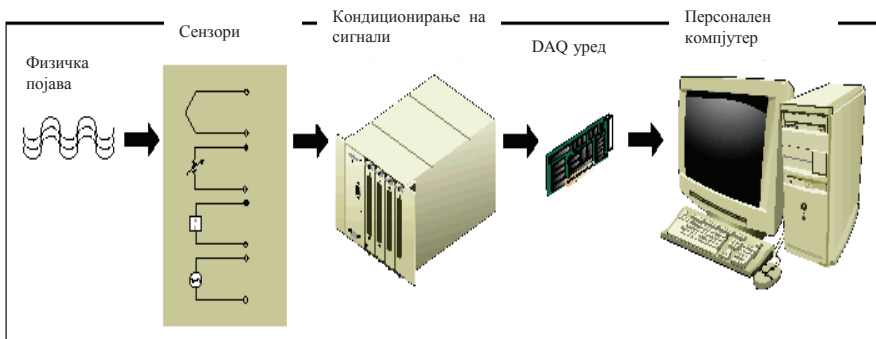 Физичка
појава
Сензори
Кондиционирање на
сигнали
DAQ уред
Персонален
компјутер